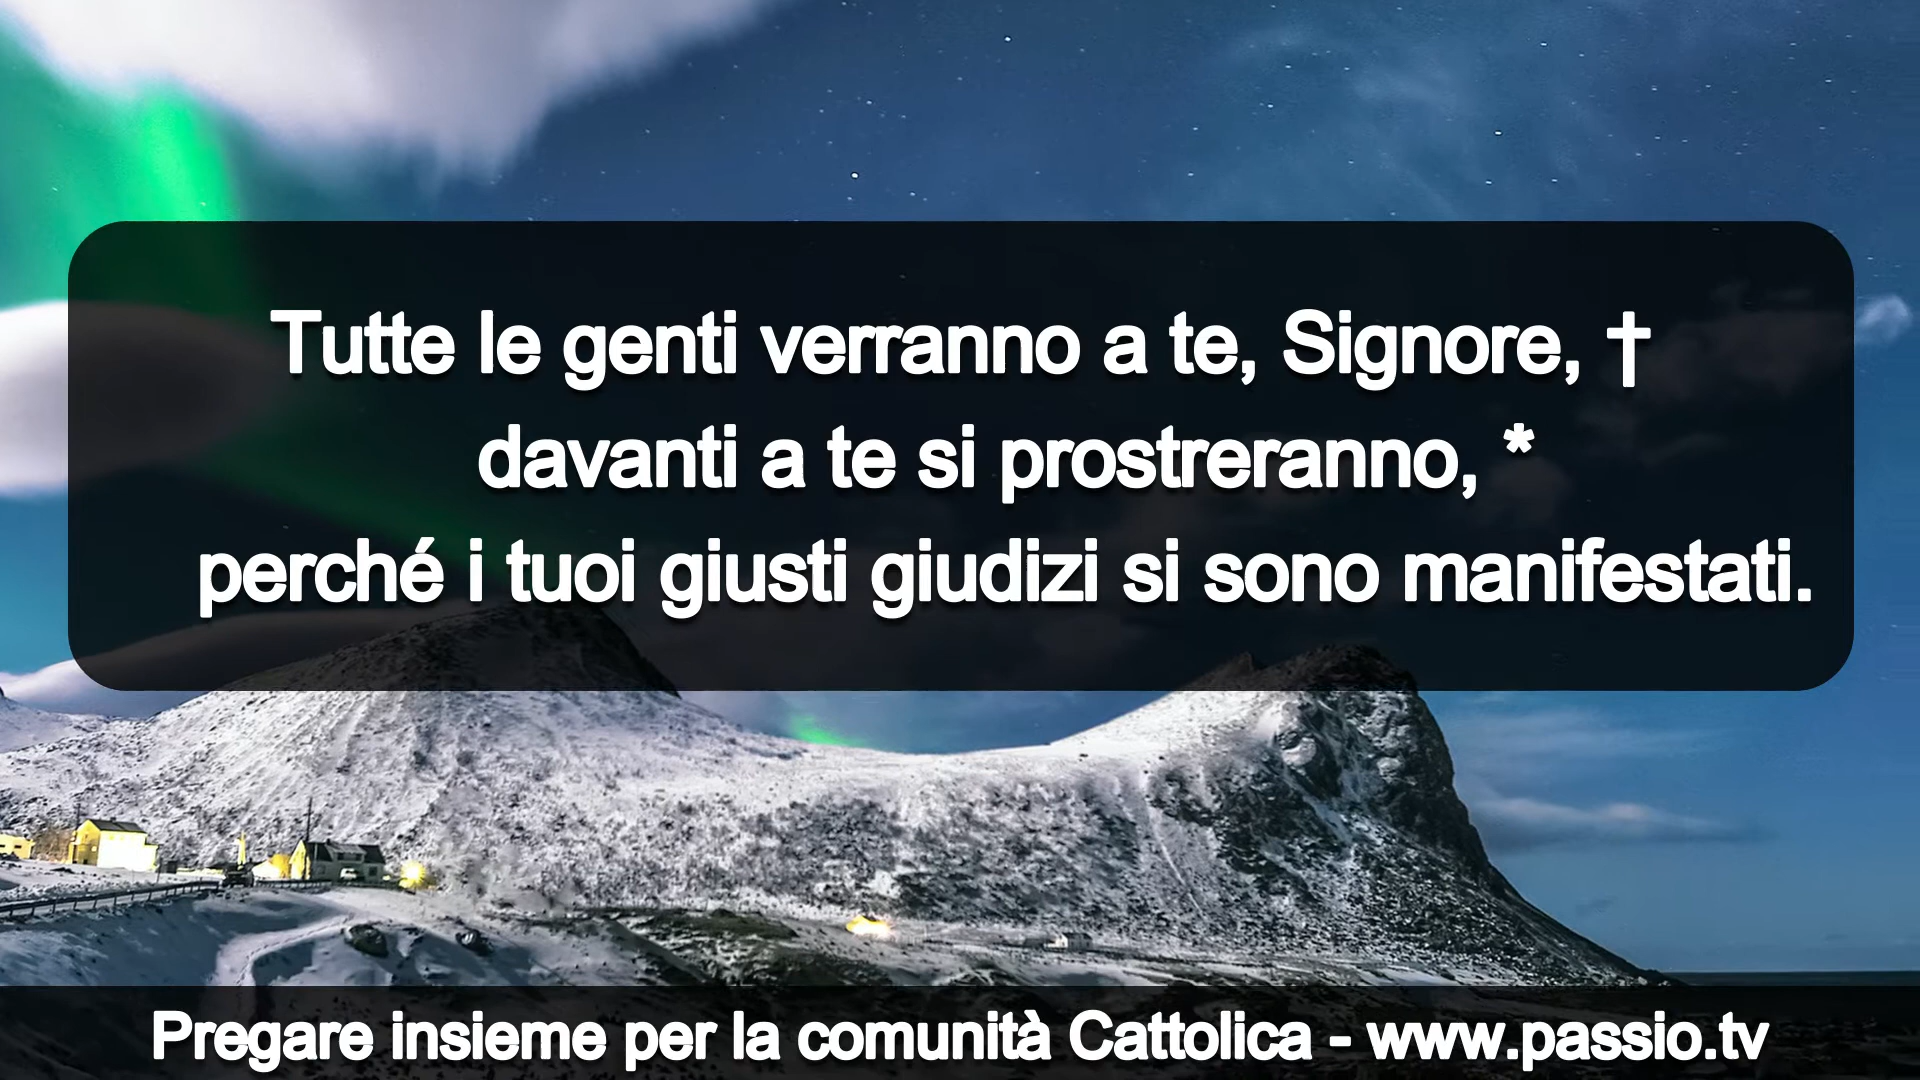 Tutte le genti verranno a te, Signore, †
davanti a te si prostreranno, *
perché i tuoi giusti giudizi si sono manifestati.
Pregare insieme per la comunità Cattolica - www.passio.tv